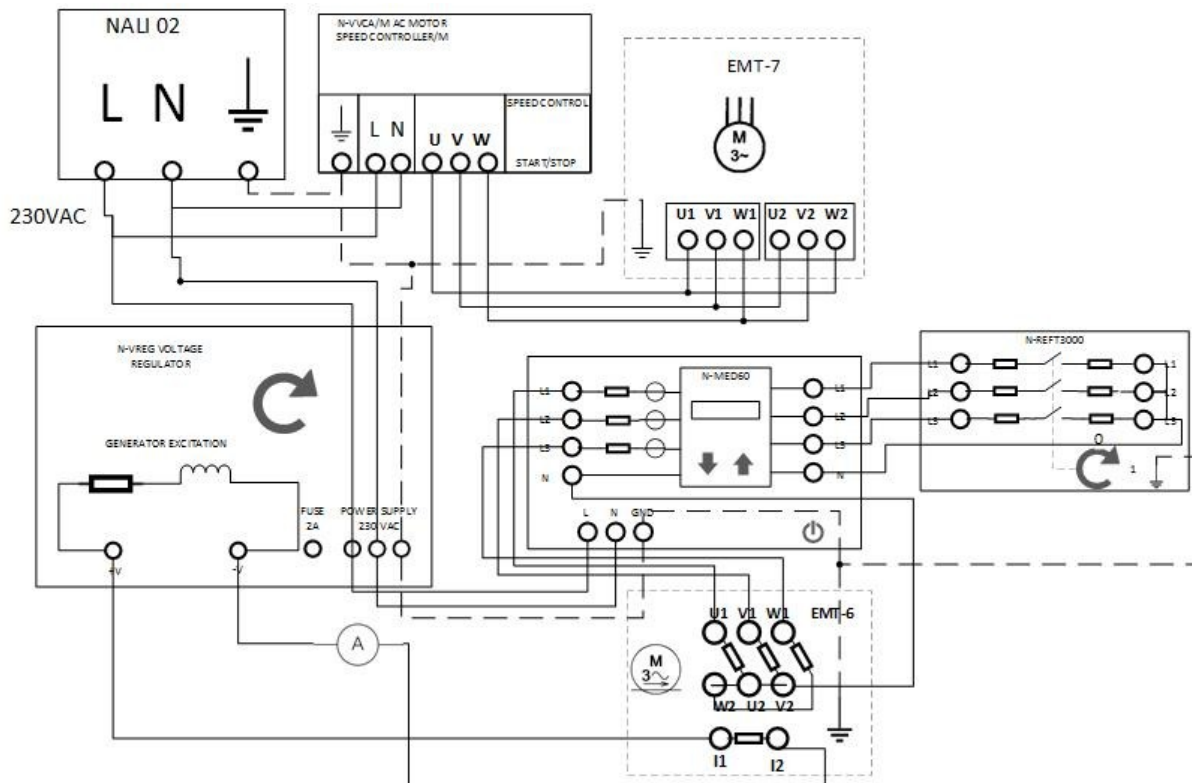 NALI 02
L N
230VAC
N-VVCA/M AC MOTOR
SPEED CONTROLLER/M
L N
U V W
SPEED CONTROL
START/STOP
EMT-7
M
3~
U1 V1 W1 U2 V2 W2
N-VREG VOLTAGE
REGULATOR
GENERATOR EXCITATION
FUSE
2A
POWER SUPPLY
230 VAC
+V
-V
A
N-MED60
L1
L2
L3
N
L1
L2
L3
N
L N GND
N-REFT3000
L1
L2
L3
L1
L2
L3
0
1
EMT-6
U1 V1 W1
M
3~
W2 U2 V2
I1 I2